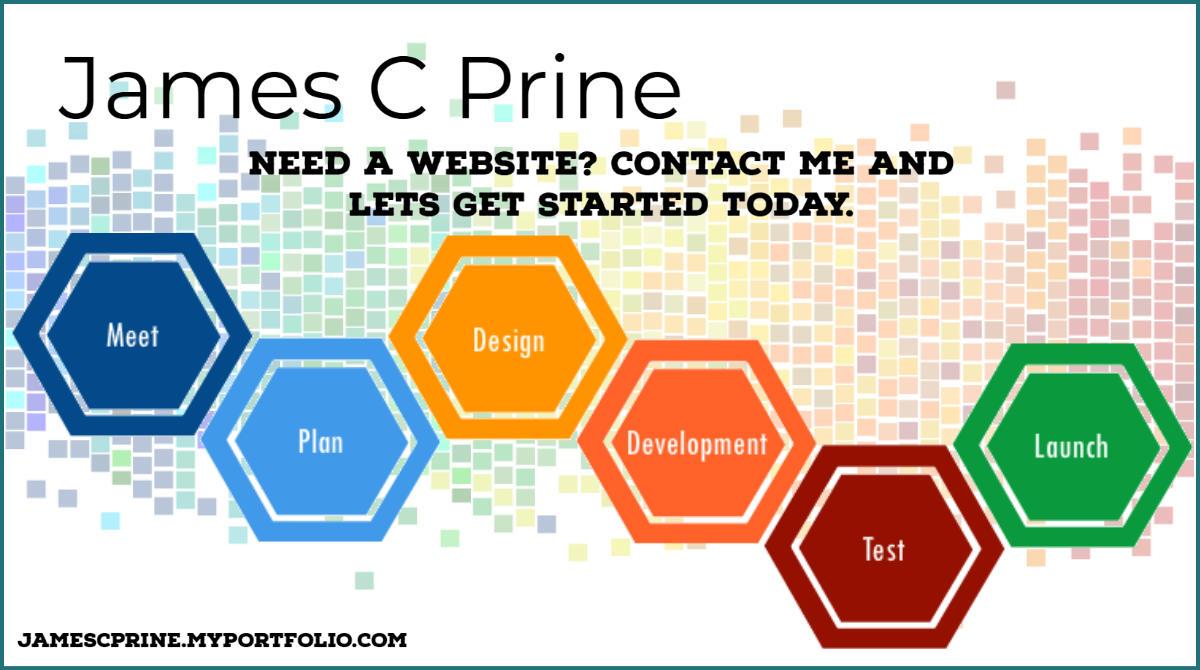 James C Prine
NEED A WEBSITE? CONTACT ME AND
LETS GET STARTED TODAY.
Meet
Plan
Design
Development
Test
Launch
JAMESCPRINE.MYPORTFOLIO.COM